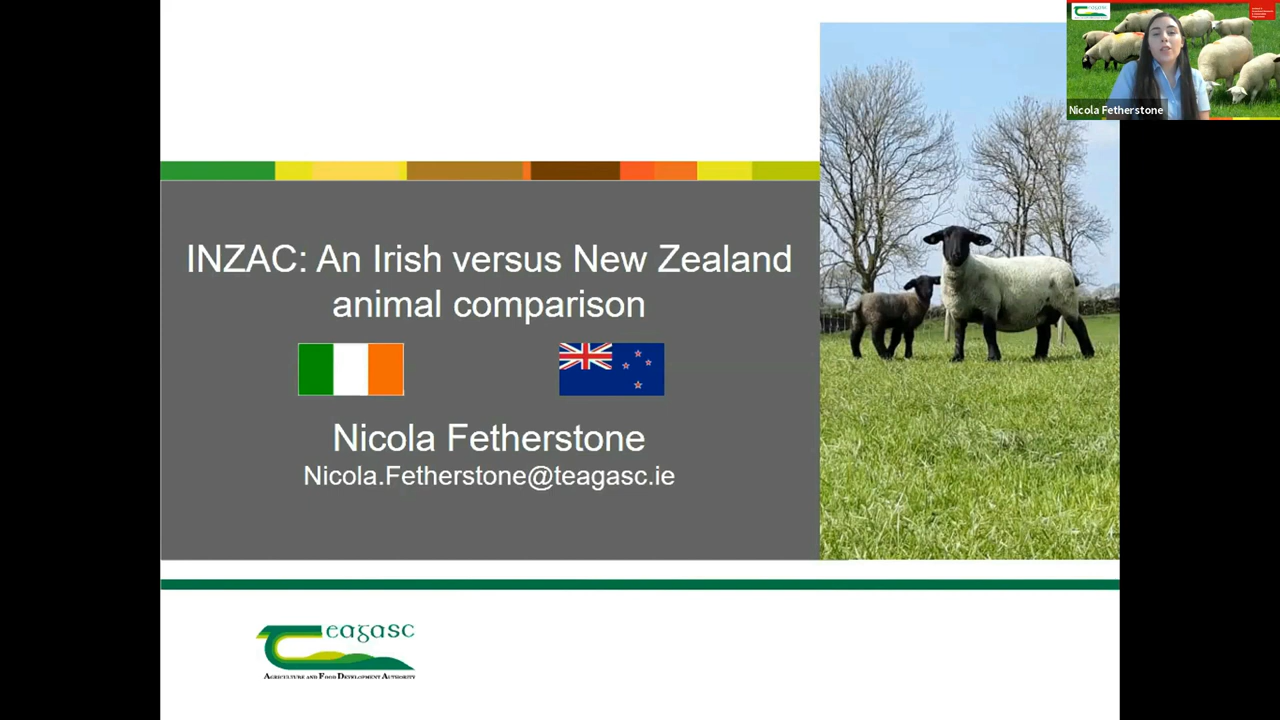 Nicola Fetherstone
INZAC: An Irish versus New Zealand
animal comparison
Nicola Fetherstone
Nicola.Fetherstone@teagasc.ie
eagasc
AGRICULTURE AND FOOD DEVELOPMENT AUTHORITY